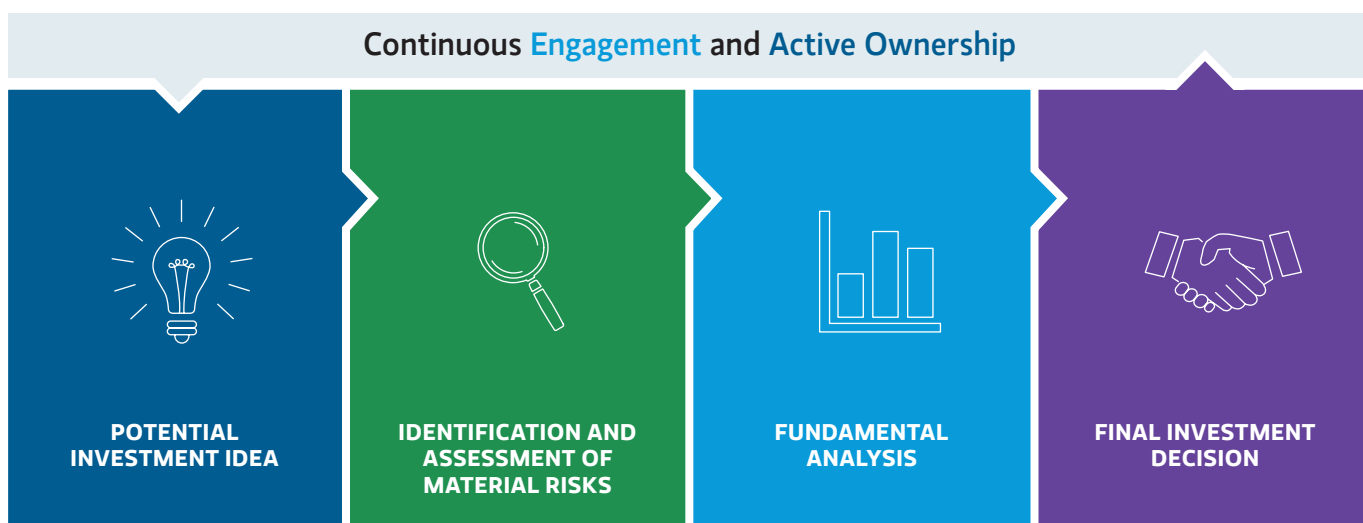 Continuous Engagement and Active Ownership
POTENTIAL
INVESTMENT IDEA
IDENTIFICATION AND
ASSESSMENT OF
MATERIAL RISKS
FUNDAMENTAL
ANALYSIS
FINAL INVESTMENT
DECISION